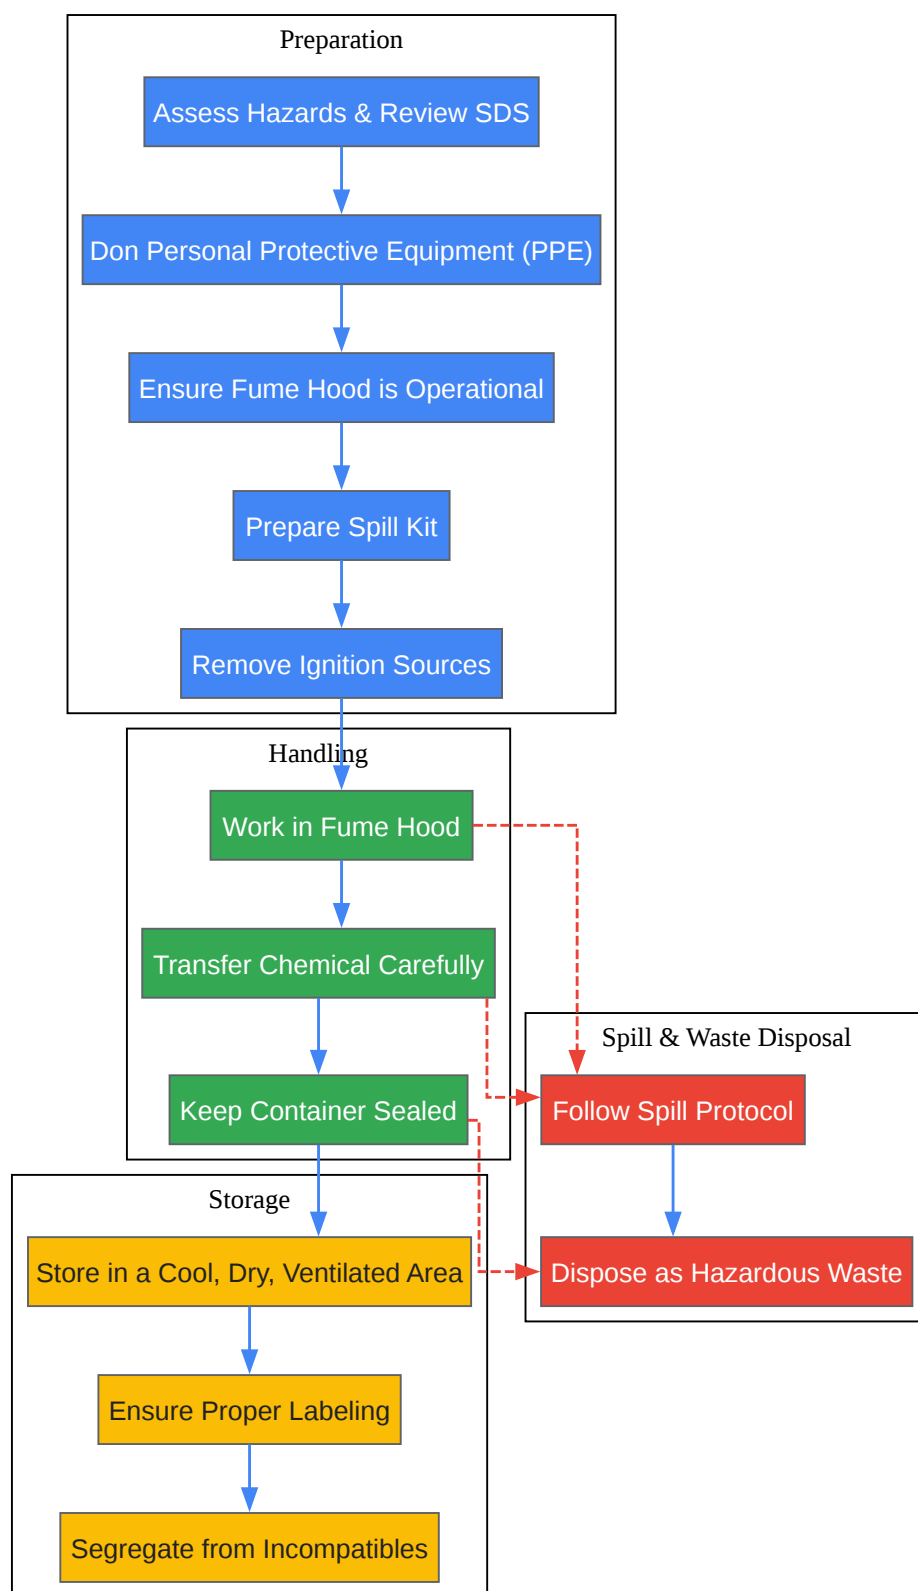 Preparation
Assess Hazards & Review SDS
Don Personal Protective Equipment (PPE)
Ensure Fume Hood is Operational
Prepare Spill Kit
Remove Ignition Sources
Handling
Work in Fume Hood
Transfer Chemical Carefully
Keep Container Sealed
Spill & Waste Disposal
Follow Spill Protocol
Dispose as Hazardous Waste
Storage
Store in a Cool, Dry, Ventilated Area
Ensure Proper Labeling
Segregate from Incompatibles